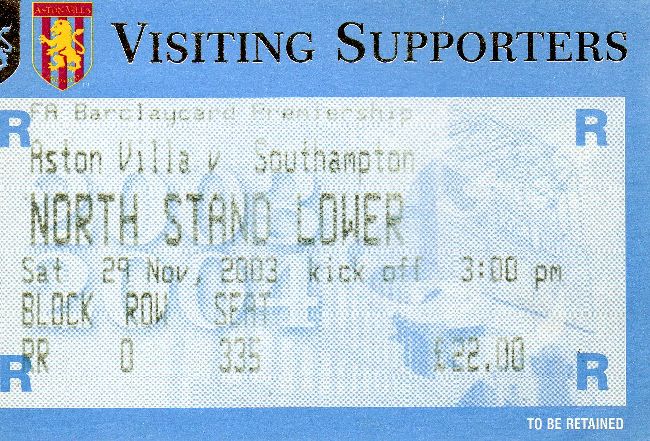 ASTON VILLA
VISITING SUPPORTERS
R R
FA Barclaycard Premiership
Aston Villa v Southampton
NORTH STAND LOWER
Sat 29 Nov, 2003 kick off 3:00 pm
BLOCK ROW SEAT
RR O 335 £22.00
R R
TO BE RETAINED